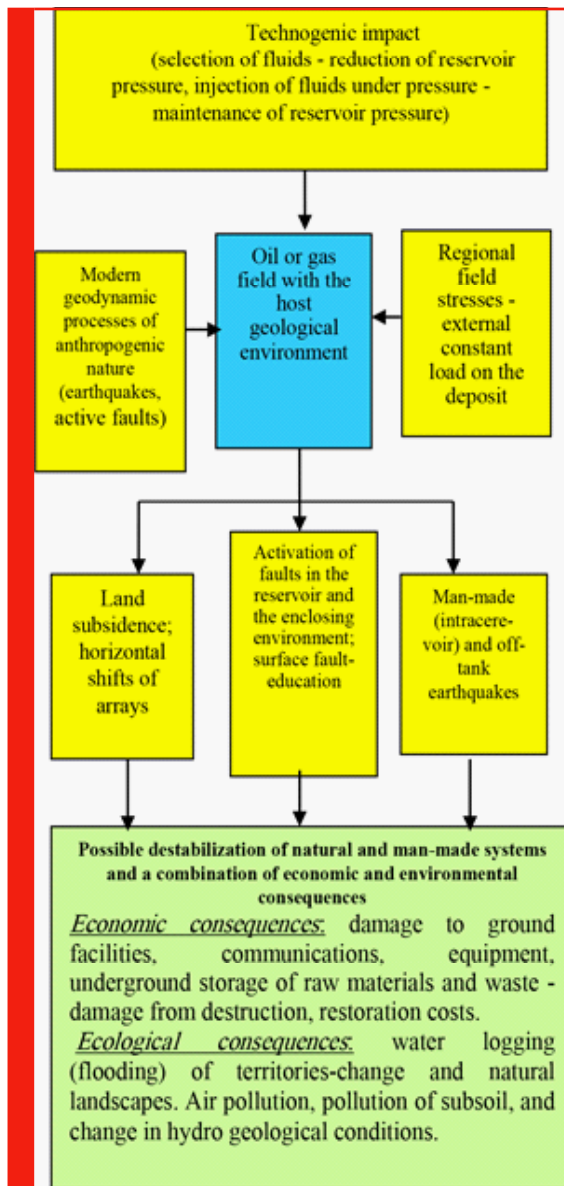 Technogenic impact
(selection of fluids - reduction of reservoir
pressure, injection of fluids under pressure -
maintenance of reservoir pressure)
Modern
geodynamic
processes of
anthropogenic
nature
(earthquakes,
active faults)
Oil or gas
field with the
host
geological
environment
Regional
field
stresses -
external
constant
load on the
deposit
Land
subsidence;
horizontal
shifts of
arrays
Activation of
faults in the
reservoir and
the enclosing
environment;
surface fault-
education
Man-made
(intracere-
voir) and off-
tank
earthquakes
Possible destabilization of natural and man-made systems
and a combination of economic and environmental
consequences
Economic consequences: damage to ground
facilities, communications, equipment,
underground storage of raw materials and waste -
damage from destruction, restoration costs.
Ecological consequences: water logging
(flooding) of territories-change and natural
landscapes. Air pollution, pollution of subsoil, and
change in hydro geological conditions.